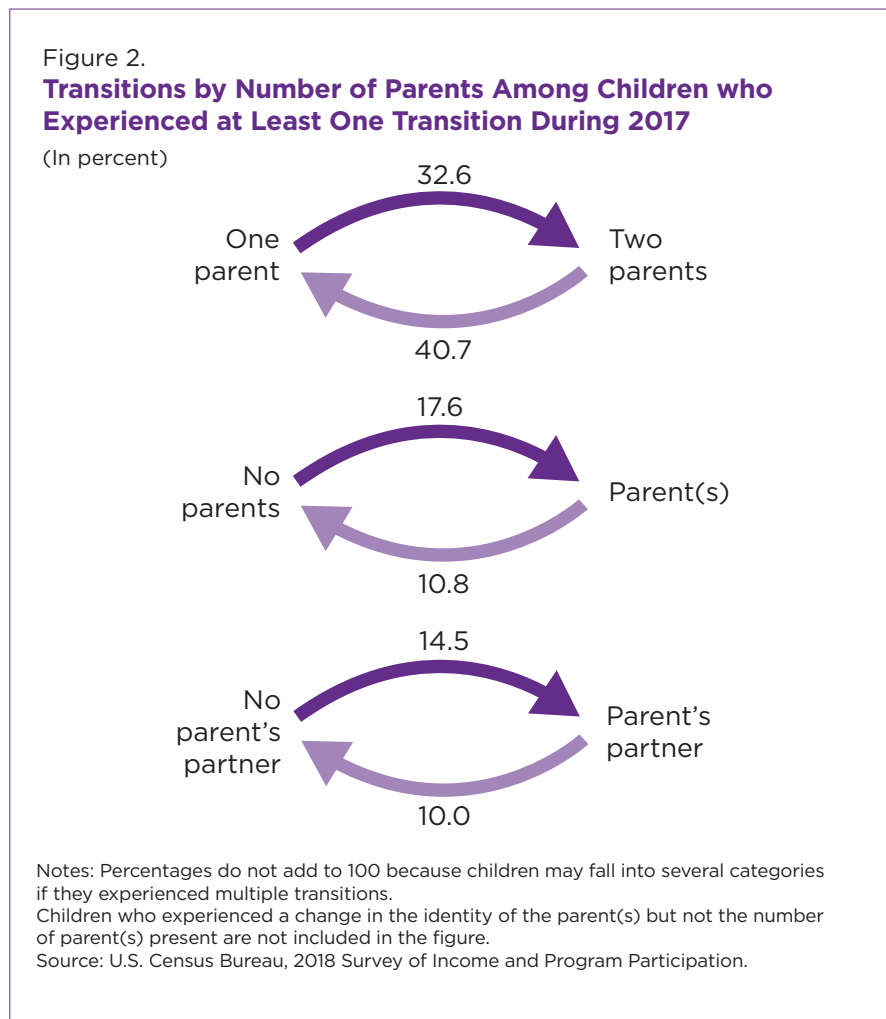 Figure 2.
Transitions by Number of Parents Among Children who
Experienced at Least One Transition During 2017
(In percent)
32.6
One
parent
Two
parents
40.7
17.6
No
parents
Parent(s)
10.8
14.5
No
parent’s
partner
Parent’s
partner
10.0
Notes: Percentages do not add to 100 because children may fall into several categories
if they experienced multiple transitions.
Children who experienced a change in the identity of the parent(s) but not the number
of parent(s) present are not included in the figure.
Source: U.S. Census Bureau, 2018 Survey of Income and Program Participation.